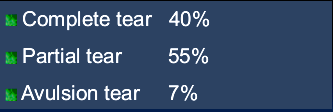 Complete tear 40%
Partial tear 55%
Avulsion tear 7%